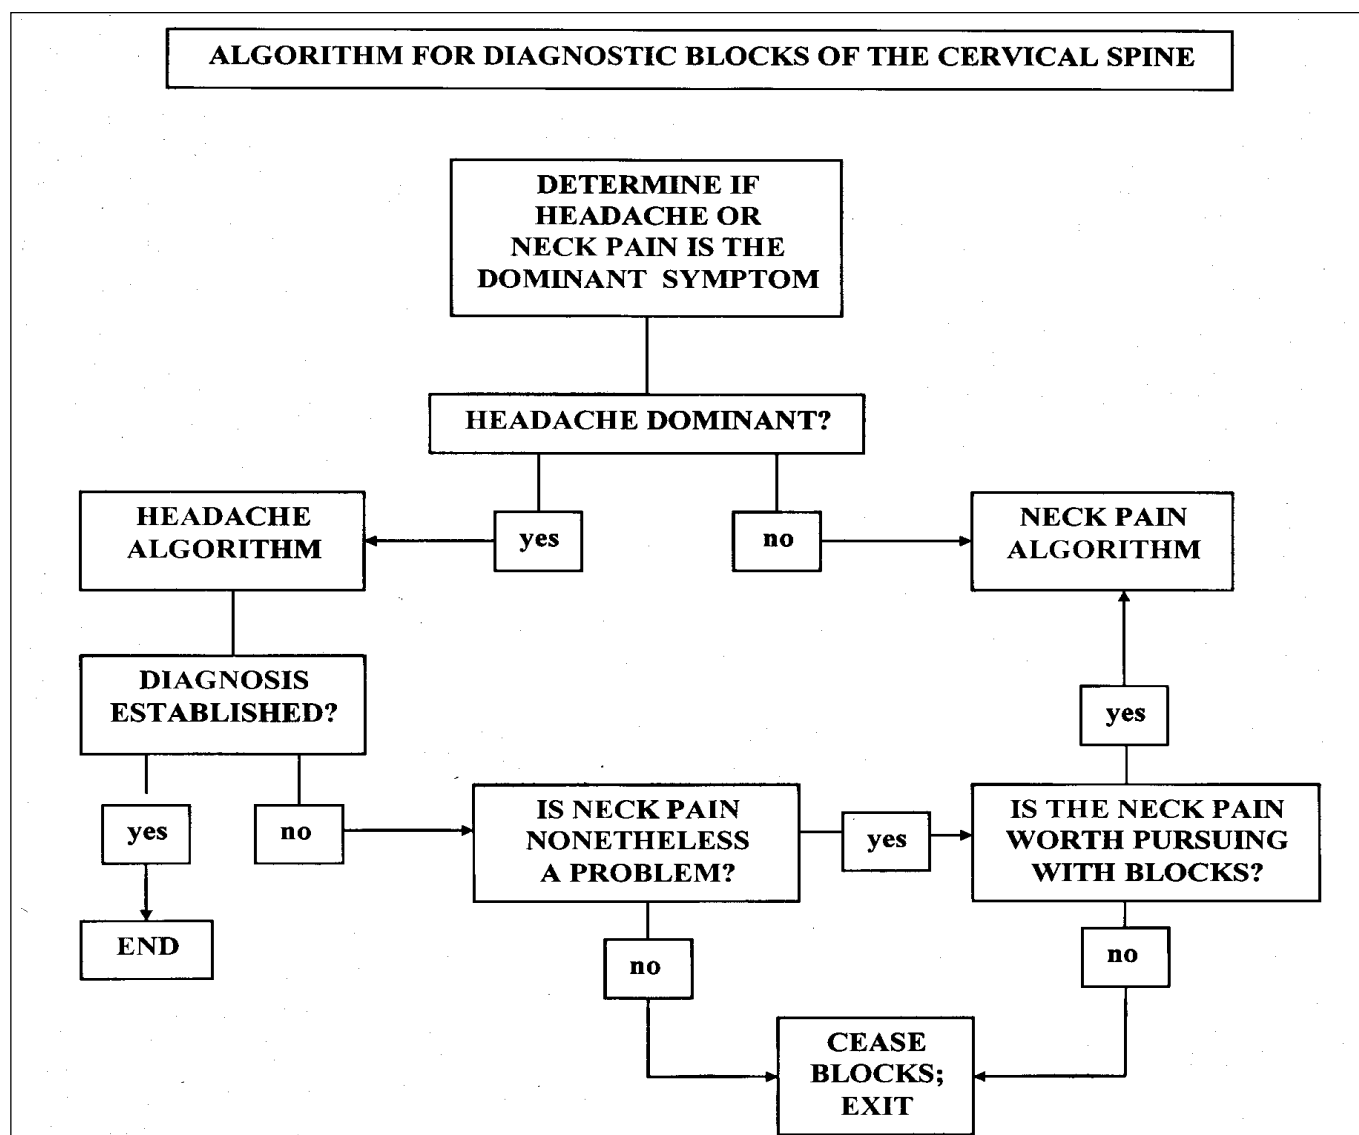 ALGORITHM FOR DIAGNOSTIC BLOCKS OF THE CERVICAL SPINE
DETERMINE IF
HEADACHE OR
NECK PAIN IS THE
DOMINANT SYMPTOM
HEADACHE DOMINANT?
HEADACHE
ALGORITHM
yes
no
NECK PAIN
ALGORITHM
DIAGNOSIS
ESTABLISHED?
yes
yes
no
IS NECK PAIN
NONETHELESS
A PROBLEM?
yes
IS THE NECK PAIN
WORTH PURSUING
WITH BLOCKS?
END
no
no
CEASE
BLOCKS;
EXIT